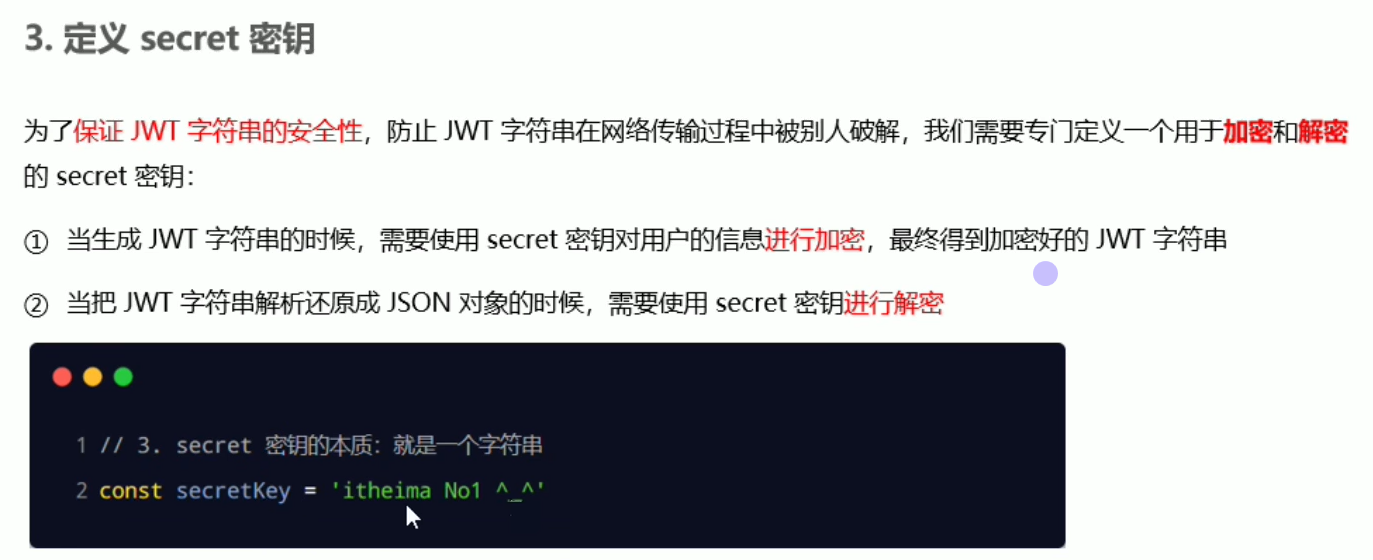 3. 定义 secret 密钥
为了保证 JWT 字符串的安全性，防止 JWT 字符串在网络传输过程中被别人破解，我们需要专门定义一个用于加密和解密
的 secret 密钥：
① 当生成 JWT 字符串的时候，需要使用 secret 密钥对用户的信息进行加密，最终得到加密好的 JWT 字符串
② 当把 JWT 字符串解析还原成 JSON 对象的时候，需要使用 secret 密钥进行解密
1 // 3. secret 密钥的本质：就是一个字符串
2 const secretKey = 'itheima No1 ^_^'